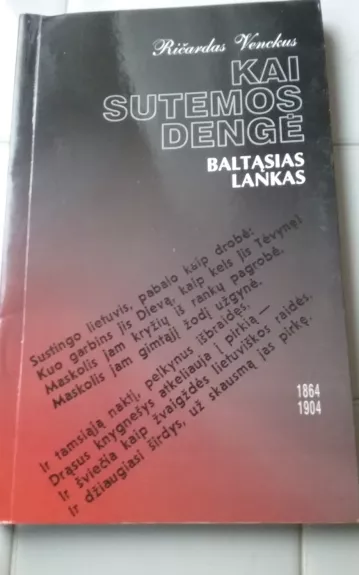 Ričardas Venckus
KAI
SUTEMOS
DENGĖ
BALTĄSIAS
LANKAS
Sustingo lietuvis, pabalo kaip drobė:
Kuo garbins jis Dievą, kaip kels jis Tėvynę!
Maskolis jam kryžių iš rankų pagrobė,
Maskolis jam gimtąjį žodį užgynė.
Ir tamsiąją naktį, pelkynus išbraidęs,
Drąsus knygnešys atkeliauja į pirkią —
Ir šviečia kaip žvaigždės lietuviškos raidės,
Ir džiaugiasi širdys, už skausmą jas pirkę.
1864
1904